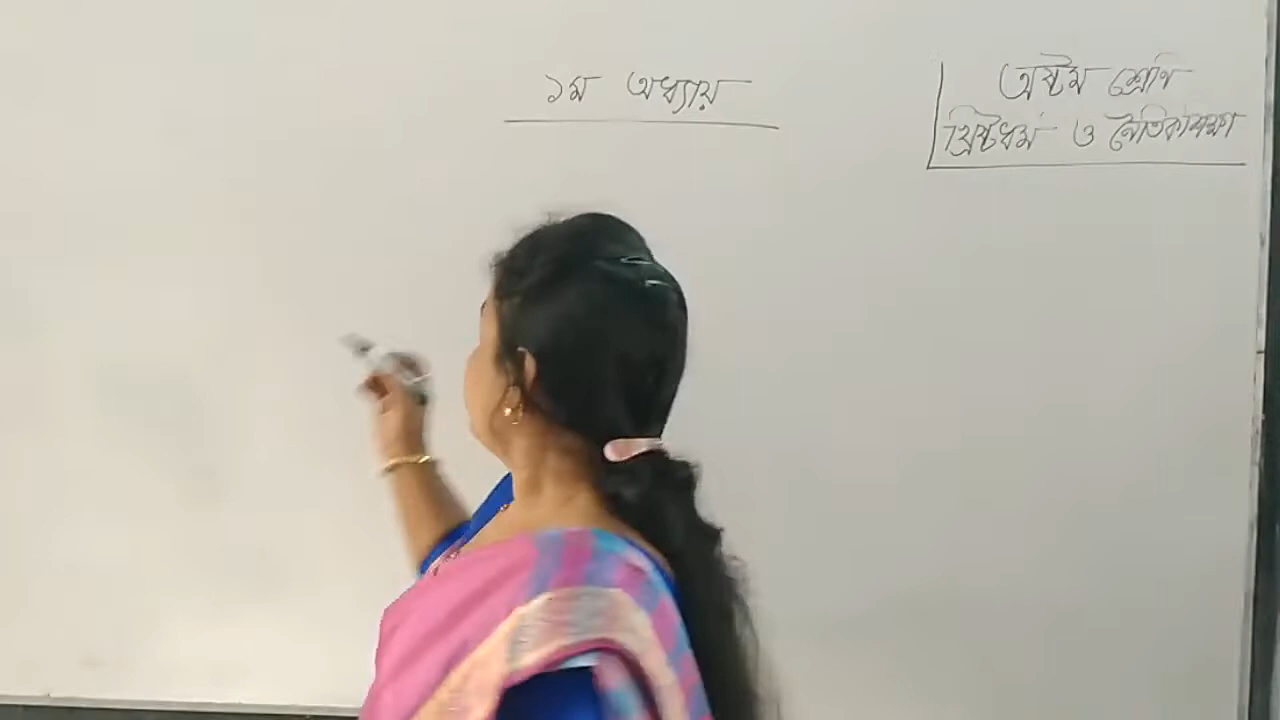 ১ম অধ্যায়
অষ্টম শ্রেণি
খ্রিষ্টধর্ম ও নৈতিকশিক্ষা